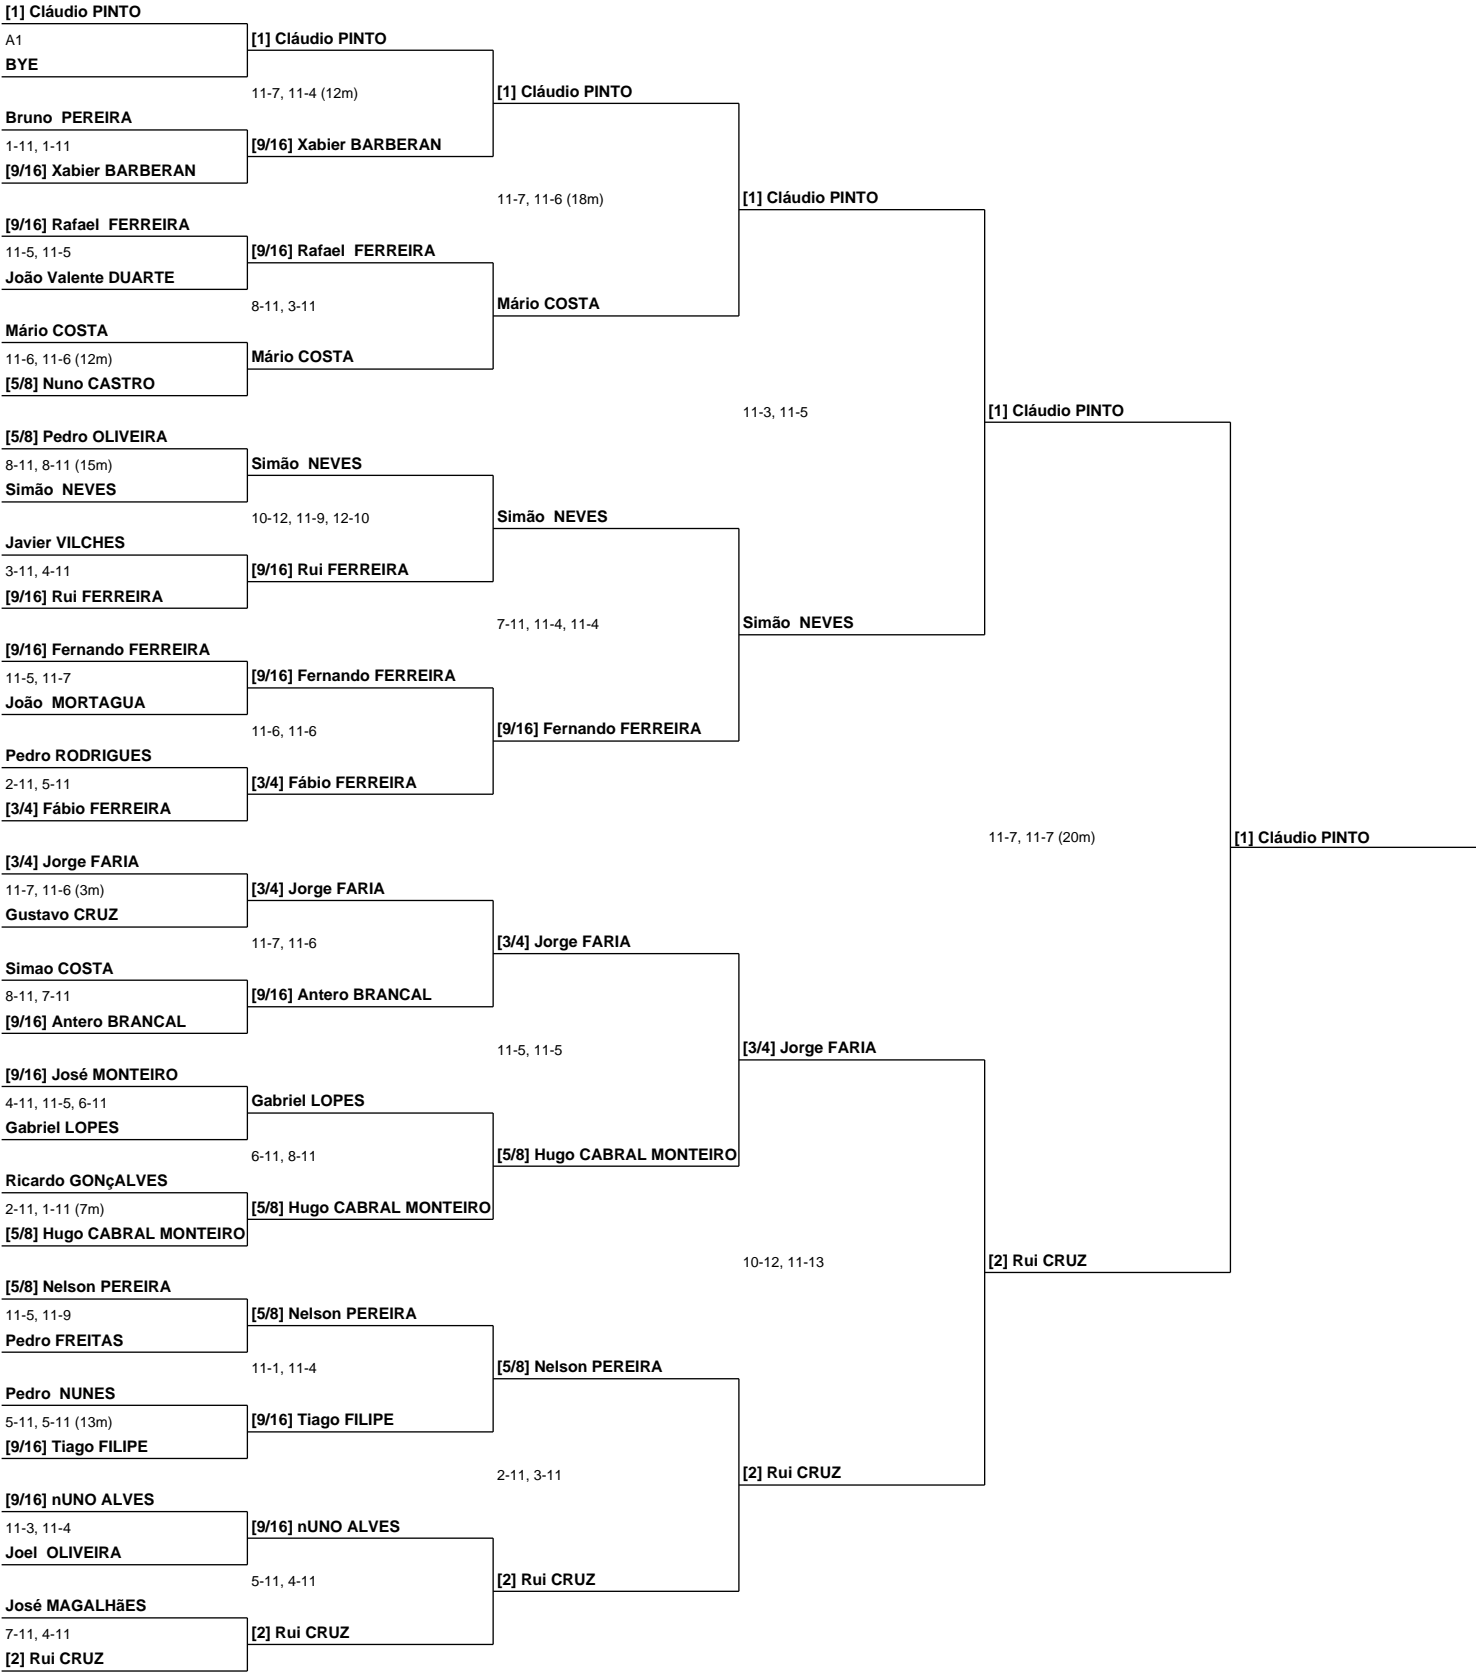 [1] Cláudio PINTO
A1
BYE
Bruno  PEREIRA
1-11, 1-11
[9/16] Xabier BARBERAN
[9/16] Rafael  FERREIRA
11-5, 11-5
João Valente DUARTE
Mário COSTA
11-6, 11-6 (12m)
[5/8] Nuno CASTRO
[5/8] Pedro OLIVEIRA
8-11, 8-11 (15m)
Simão  NEVES
Javier VILCHES
3-11, 4-11
[9/16] Rui FERREIRA
[9/16] Fernando FERREIRA
11-5, 11-7
João  MORTAGUA
Pedro RODRIGUES
2-11, 5-11
[3/4] Fábio FERREIRA
[3/4] Jorge FARIA
11-7, 11-6 (3m)
Gustavo CRUZ
Simao COSTA
8-11, 7-11
[9/16] Antero BRANCAL
[9/16] José MONTEIRO
4-11, 11-5, 6-11
Gabriel LOPES
Ricardo GONçALVES
2-11, 1-11 (7m)
[5/8] Hugo CABRAL MONTEIRO
[5/8] Nelson PEREIRA
11-5, 11-9
Pedro FREITAS
Pedro  NUNES
5-11, 5-11 (13m)
[9/16] Tiago FILIPE
[9/16] nUNO ALVES
11-3, 11-4
Joel  OLIVEIRA
José MAGALHãES
7-11, 4-11
[2] Rui CRUZ
[1] Cláudio PINTO
11-7, 11-4 (12m)
[9/16] Xabier BARBERAN
[9/16] Rafael  FERREIRA
8-11, 3-11
Mário COSTA
Simão  NEVES
10-12, 11-9, 12-10
[9/16] Rui FERREIRA
[9/16] Fernando FERREIRA
11-6, 11-6
[3/4] Fábio FERREIRA
[3/4] Jorge FARIA
11-7, 11-6
[9/16] Antero BRANCAL
Gabriel LOPES
6-11, 8-11
[5/8] Hugo CABRAL MONTEIRO
[5/8] Nelson PEREIRA
11-1, 11-4
[9/16] Tiago FILIPE
[9/16] nUNO ALVES
5-11, 4-11
[2] Rui CRUZ
[1] Cláudio PINTO
11-7, 11-6 (18m)
Mário COSTA
Simão  NEVES
7-11, 11-4, 11-4
[9/16] Fernando FERREIRA
[3/4] Jorge FARIA
11-5, 11-5
[5/8] Hugo CABRAL MONTEIRO
[5/8] Nelson PEREIRA
2-11, 3-11
[2] Rui CRUZ
[1] Cláudio PINTO
11-3, 11-5
Simão  NEVES
[3/4] Jorge FARIA
10-12, 11-13
[2] Rui CRUZ
[1] Cláudio PINTO
11-7, 11-7 (20m)
[2] Rui CRUZ
[1] Cláudio PINTO